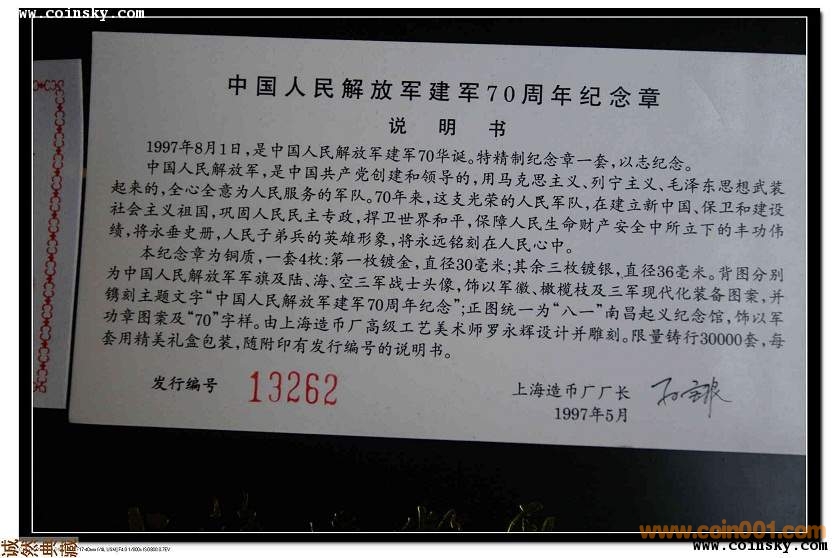 www.coinsky.com
中国人民解放军建军70周年纪念章
说 明 书
1997年8月1日,是中国人民解放军建军70华诞。特精制纪念章一套,以志纪念。
中国人民解放军,是中国共产党创建和领导的,用马克思主义、列宁主义、毛泽东思想武装
起来的,全心全意为人民服务的军队。70年来,这支光荣的人民军队,在建立新中国、保卫和建设
社会主义祖国,巩固人民民主专政,捍卫世界和平,保障人民生命财产安全中所立下的丰功伟
绩,将永垂史册,人民子弟兵的英雄形象,将永远铭刻在人民心中。
本纪念章为铜质,一套4枚:第一枚镀金,直径30毫米;其余三枚镀银,直径36毫米。背图分别
为中国人民解放军军旗及陆、海、空三军战士头像,饰以军徽、橄榄枝及三军现代化装备图案,并
镌刻主题文字“中国人民解放军建军70周年纪念”;正图统一为“八一”南昌起义纪念馆,饰以军
功章图案及“70”字样。由上海造币厂高级工艺美术师罗永辉设计并雕刻。限量铸行30000套,每
套用精美礼盒包装,随附印有发行编号的说明书。
发行编号 13262
上海造币厂厂长
1997年5月
www.coin001.com
www.coinsky.com